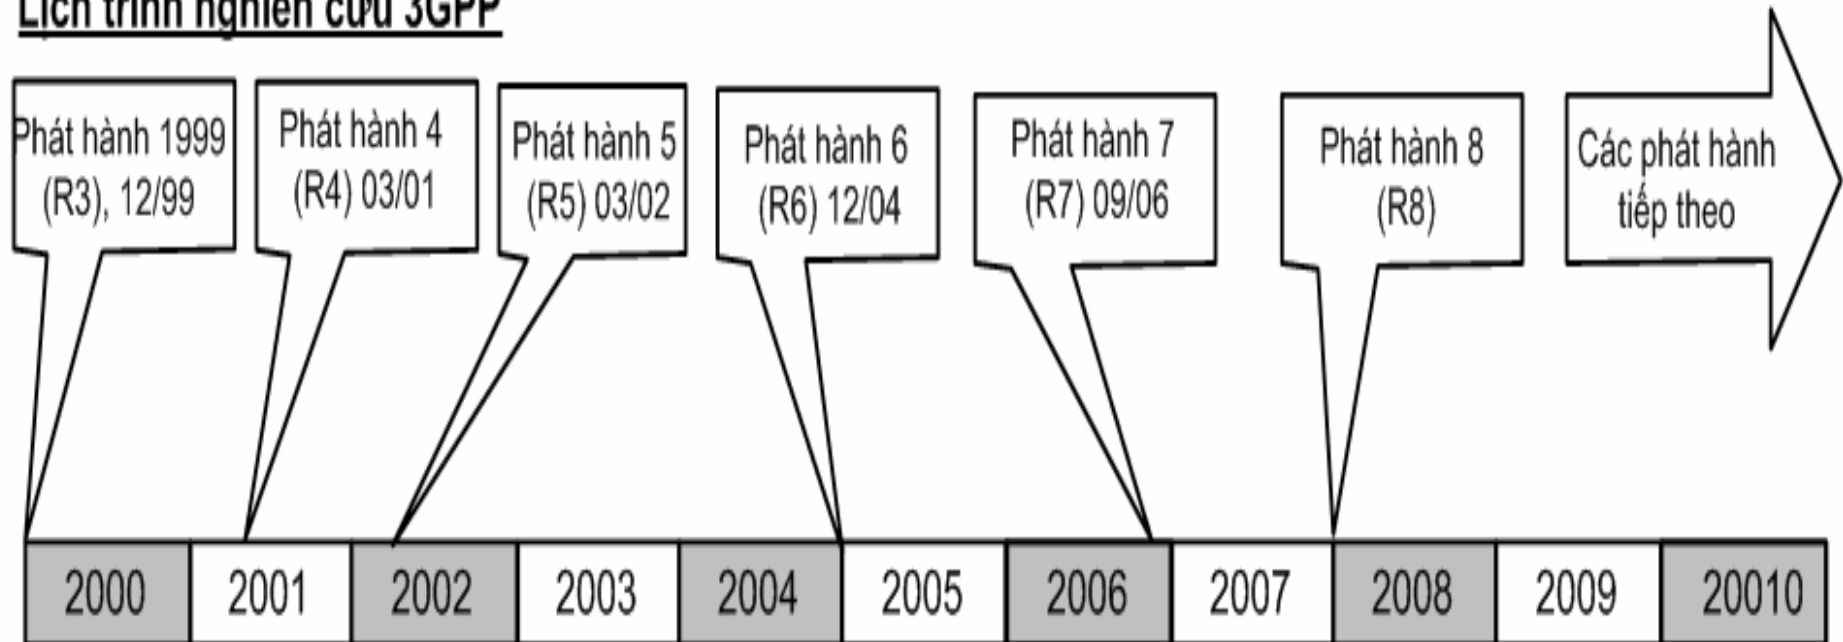 Lịch trình nghiên cứu 3GPP
Phát hành 1999
(R3), 12/99
Phát hành 4
(R4) 03/01
Phát hành 5
(R5) 03/02
Phát hành 6
(R6) 12/04
Phát hành 7
(R7) 09/06
Phát hành 8
(R8)
Các phát hành
tiếp theo
2000 2001 2002 2003 2004 2005 2006 2007 2008 2009 20010